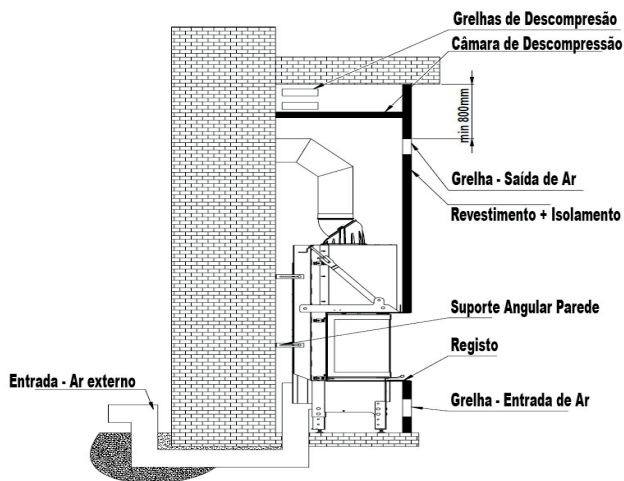 Grelhas de Descompresão
Câmara de Descompressão
min 800mm
Grelha - Saída de Ar
Revestimento + Isolamento
Suporte Angular Parede
Registo
Entrada - Ar externo
Grelha - Entrada de Ar